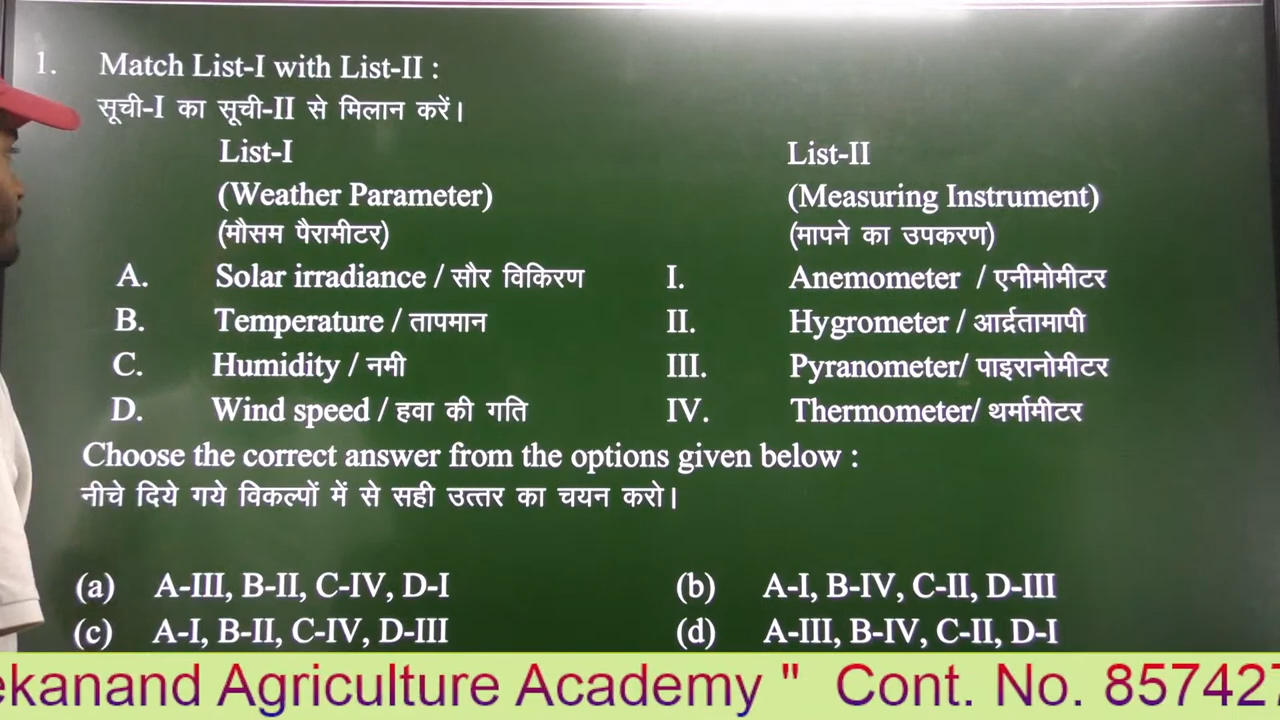 1. Match List-I with List-II :
सूची-I का सूची-II से मिलान करें।
List-I List-II
(Weather Parameter) (Measuring Instrument)
(मौसम पैरामीटर) (मापने का उपकरण)
A. Solar irradiance / सौर विकिरण I. Anemometer / एनीमोमीटर
B. Temperature / तापमान II. Hygrometer / आर्द्रतामापी
C. Humidity / नमी III. Pyranometer/ पाइरानोमीटर
D. Wind speed / हवा की गति IV. Thermometer/ थर्मामीटर
Choose the correct answer from the options given below :
नीचे दिये गये विकल्पों में से सही उत्तर का चयन करो।
(a) A-III, B-II, C-IV, D-I (b) A-I, B-IV, C-II, D-III
(c) A-I, B-II, C-IV, D-III (d) A-III, B-IV, C-II, D-I
ekanand Agriculture Academy " Cont. No. 857427